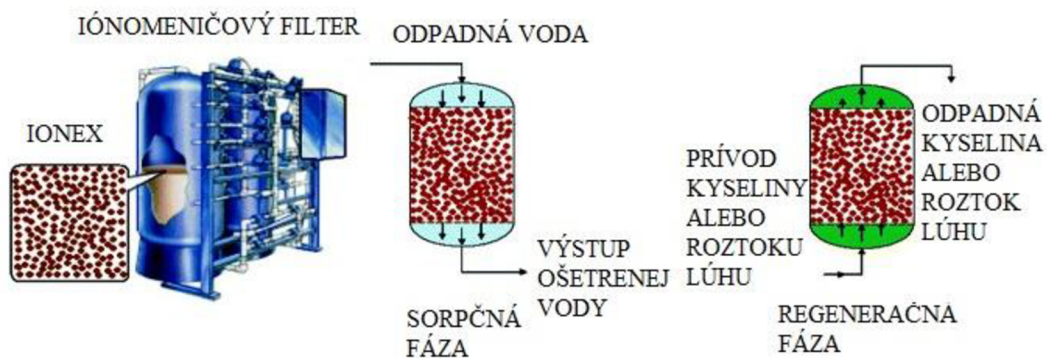 IÓNOMENIČOVÝ FILTER
IONEX
ODPADNÁ VODA
VÝSTUP
OŠETRENEJ
VODY
SORPČNÁ
FÁZA
PRÍVOD
KYSELINY
ALEBO
ROZTOKU
LÚHU
ODPADNÁ
KYSELINA
ALEBO
ROZTOK
LÚHU
REGENERAČNÁ
FÁZA